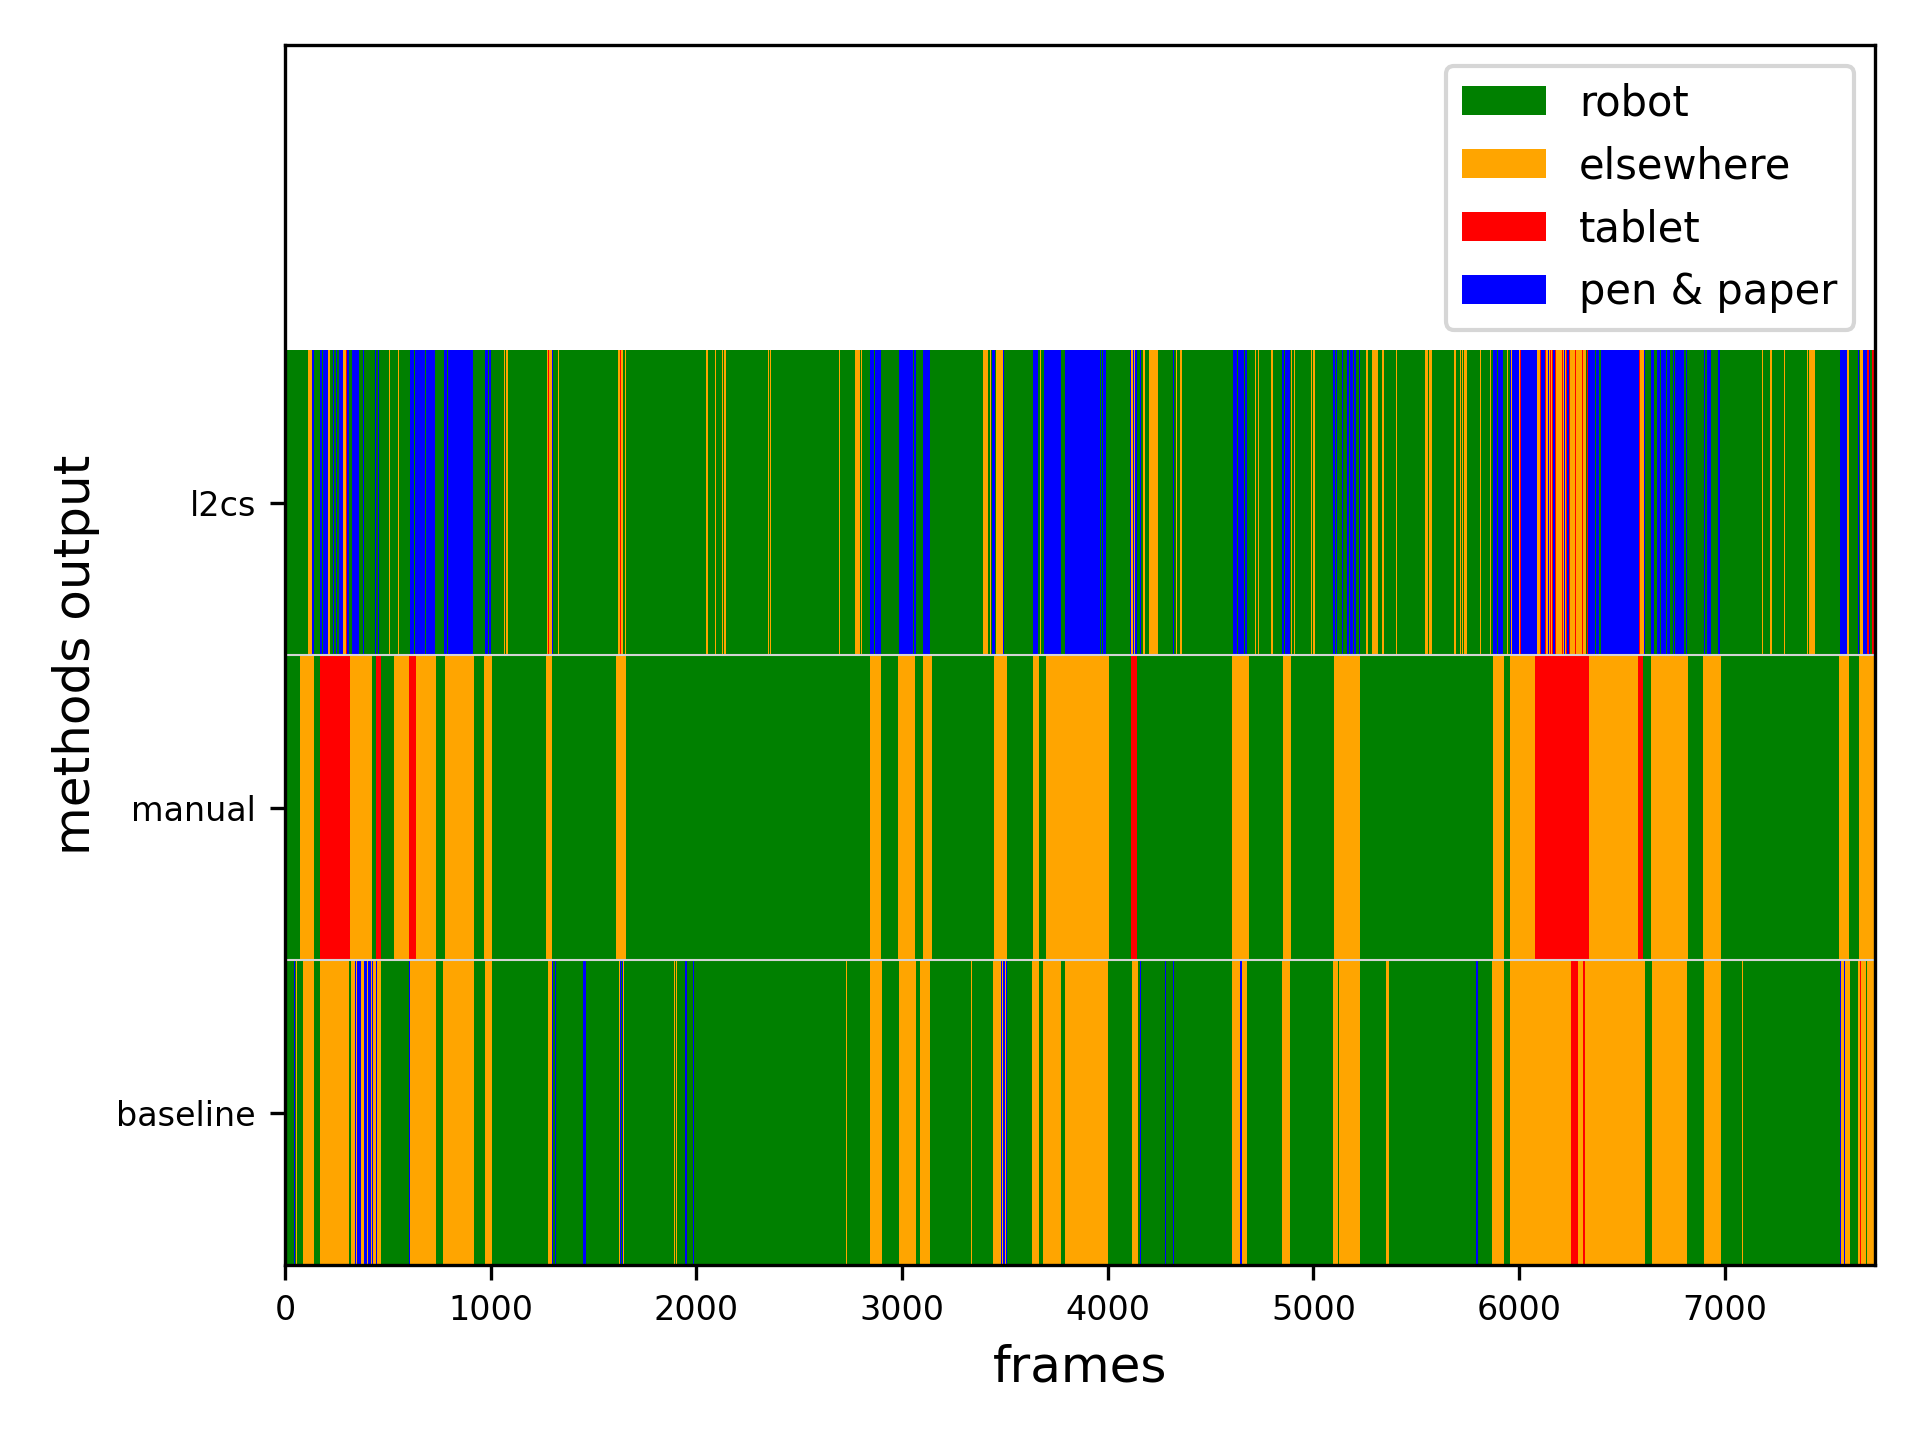 robot
elsewhere
tablet
pen & paper
methods output
l2cs
manual
baseline
0 1000 2000 3000 4000 5000 6000 7000
frames